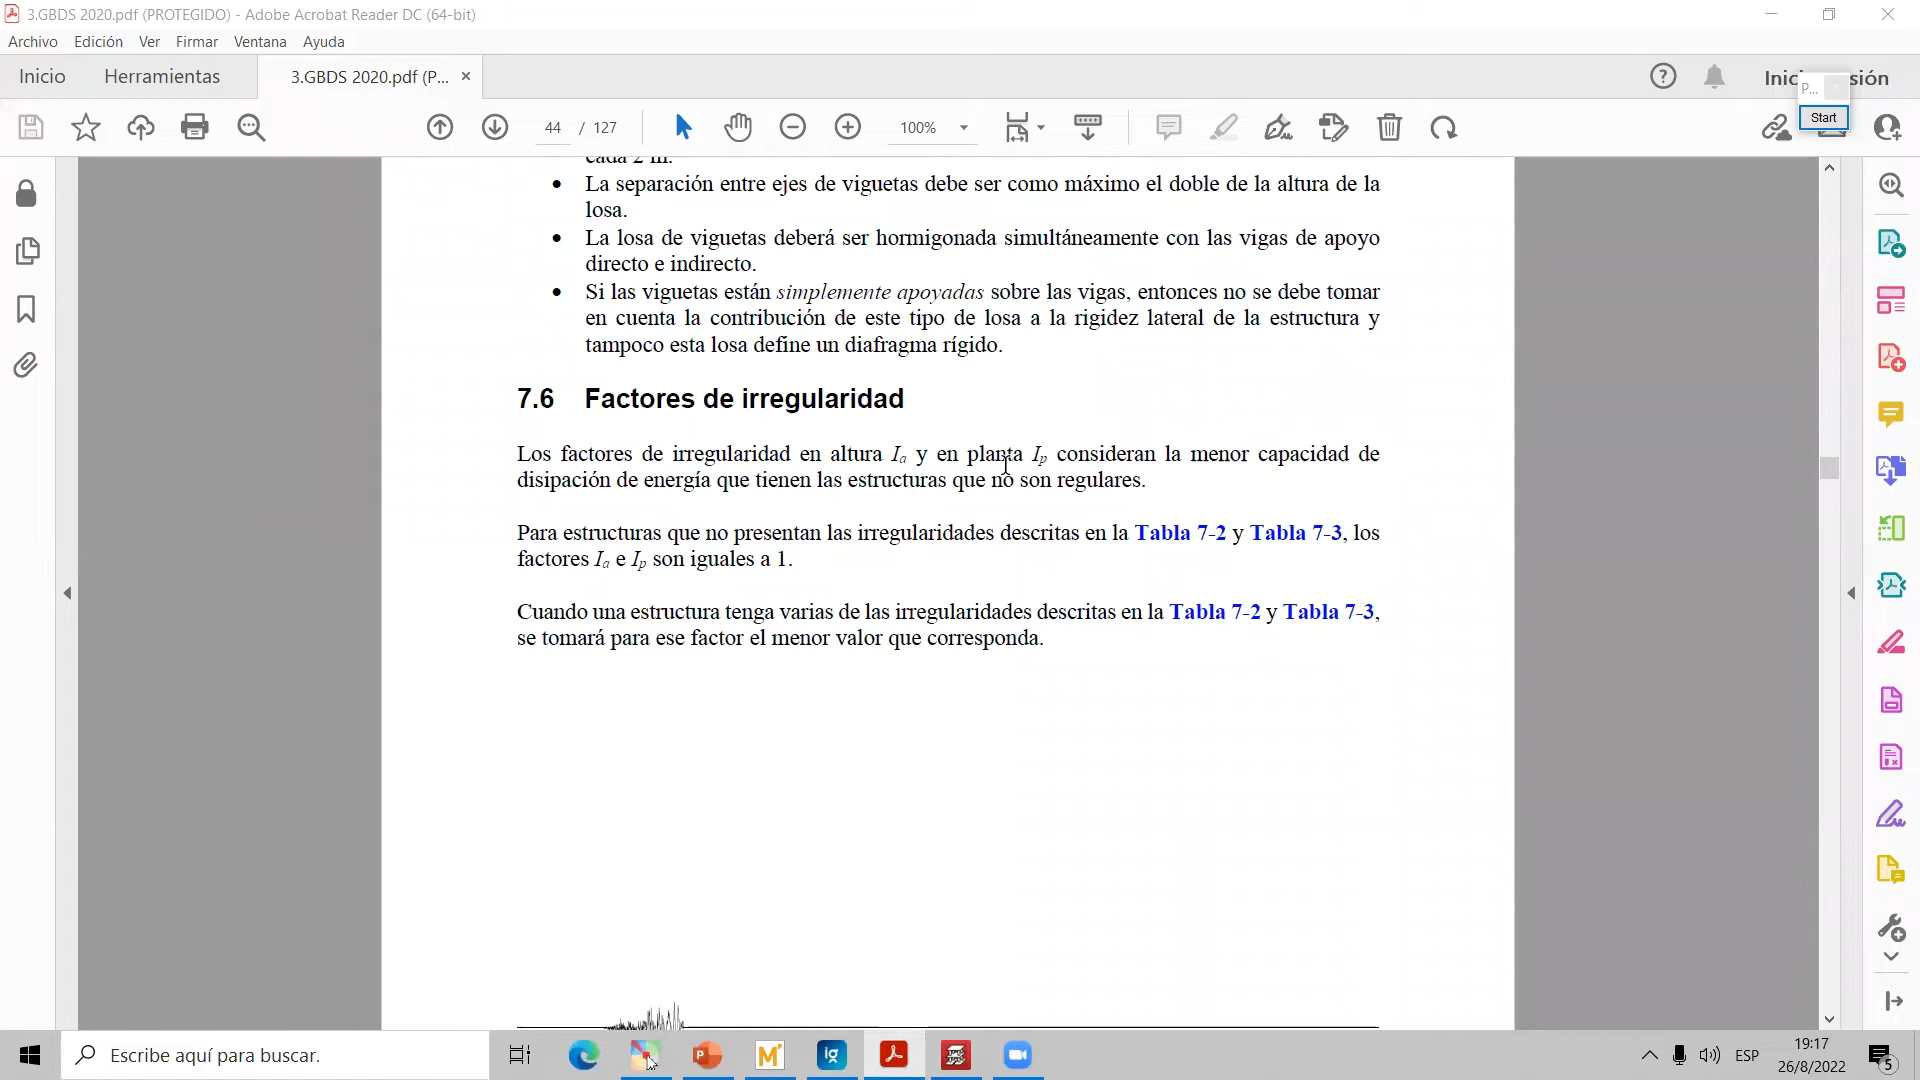 3.GBDS 2020.pdf (PROTEGIDO) - Adobe Acrobat Reader DC (64-bit)
Archivo Edición Ver Firmar Ventana Ayuda
Inicio Herramientas 3.GBDS 2020.pdf (P... ×
P...
Start
44 / 127 100%
cada 2 m.
• La separación entre ejes de viguetas debe ser como máximo el doble de la altura de la
losa.
• La losa de viguetas deberá ser hormigonada simultáneamente con las vigas de apoyo
directo e indirecto.
• Si las viguetas están simplemente apoyadas sobre las vigas, entonces no se debe tomar
en cuenta la contribución de este tipo de losa a la rigidez lateral de la estructura y
tampoco esta losa define un diafragma rígido.
7.6 Factores de irregularidad
Los factores de irregularidad en altura Ia y en planta Ip consideran la menor capacidad de
disipación de energía que tienen las estructuras que no son regulares.
Para estructuras que no presentan las irregularidades descritas en la Tabla 7-2 y Tabla 7-3, los
factores Ia e Ip son iguales a 1.
Cuando una estructura tenga varias de las irregularidades descritas en la Tabla 7-2 y Tabla 7-3,
se tomará para ese factor el menor valor que corresponda.
Escribe aquí para buscar.
ESP
19:17
26/8/2022
5